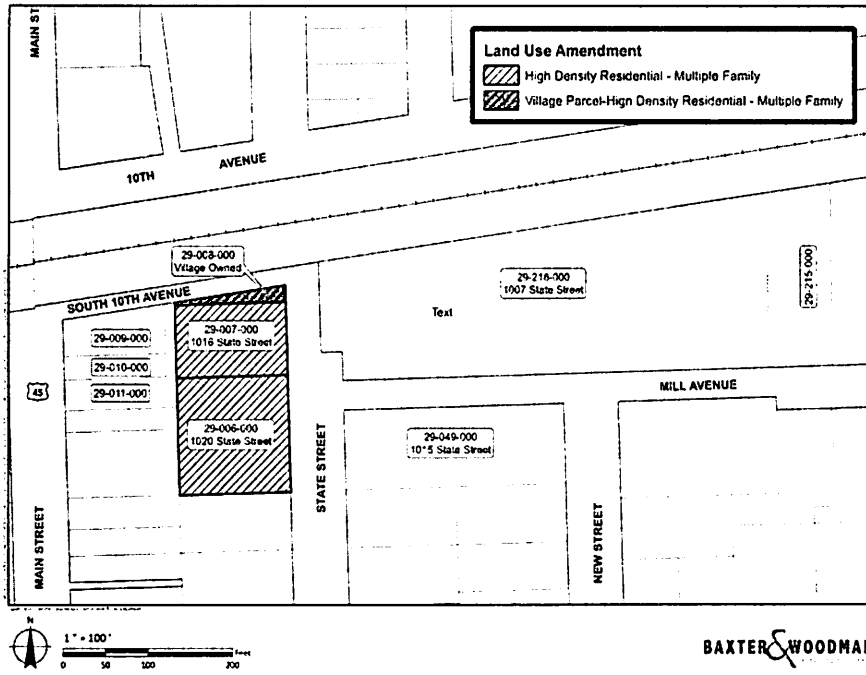 MAIN ST
Land Use Amendment
High Density Residential - Multiple Family
Village Parcel-High Density Residential - Multiple Family
10TH AVENUE
29-008-000
Village Owned
SOUTH 10TH AVENUE
29-216-000
1007 State Street
29-215-000
Text
29-007-000
1016 State Street
29-009-000
29-010-000
29-011-000
45
MILL AVENUE
29-006-000
1020 State Street
29-049-000
1015 State Street
STATE STREET
MAIN STREET
NEW STREET
N
1" = 100'
Feet
0 50 100 200
BAXTER & WOODMAN